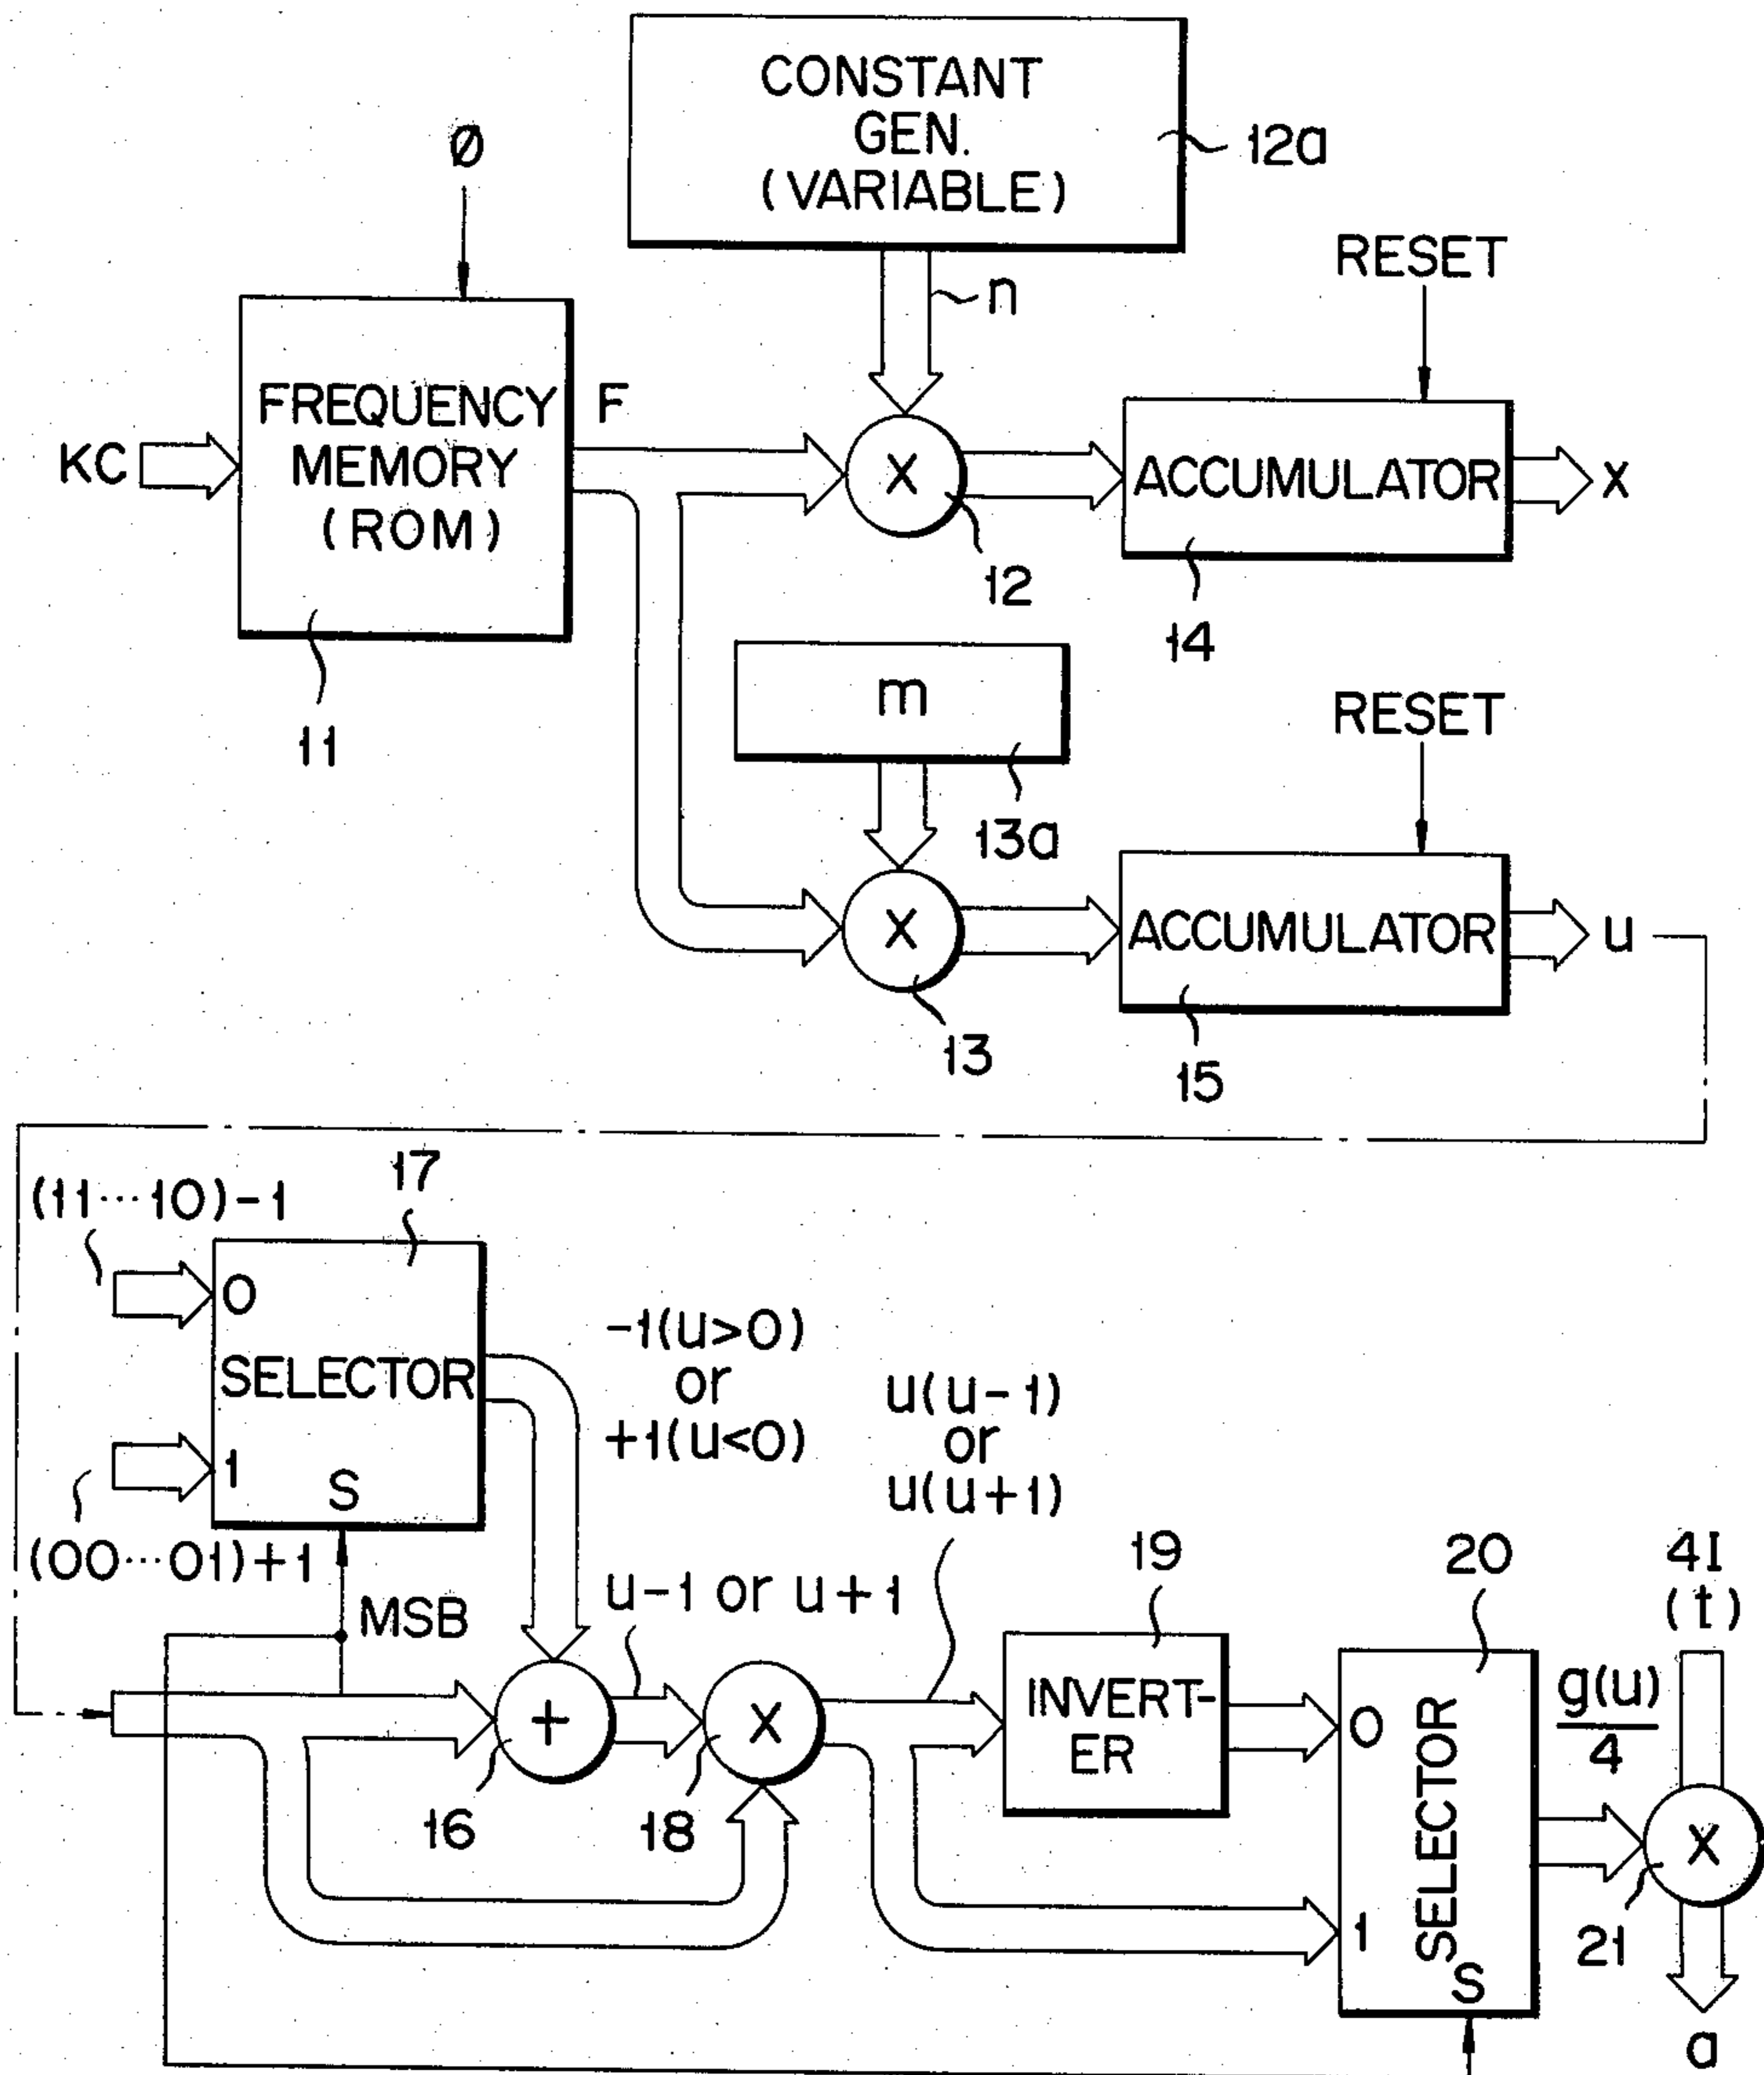 CONSTANT
GEN.
(VARIABLE)
12a
Ø
n
RESET
KC
FREQUENCY
MEMORY
(ROM)
F
X
ACCUMULATOR
x
12
14
11
m
13a
RESET
X
ACCUMULATOR
u
13
15
(11···10)-1
17
0
SELECTOR
1
S
(00···01)+1
-1(u>0)
or
+1(u<0)
u(u-1)
or
u(u+1)
MSB
u-1 or u+1
19
20
4I
(t)
+
16
X
18
INVERT-
ER
0
SELECTOR
1
S
g(u)
4
X
21
a